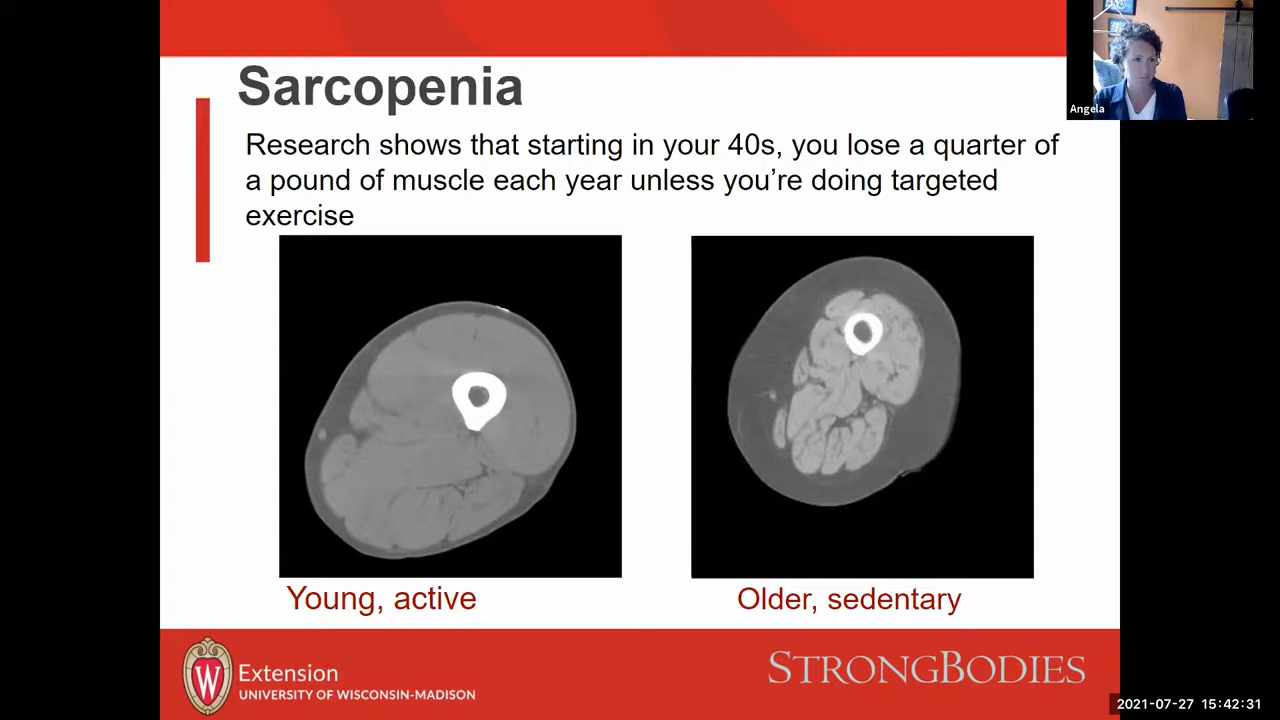 Sarcopenia
Research shows that starting in your 40s, you lose a quarter of
a pound of muscle each year unless you're doing targeted
exercise
Angela
Young, active
Older, sedentary
W
Extension
UNIVERSITY OF WISCONSIN-MADISON
STRONGBODIES
2021-07-27 15:42:31